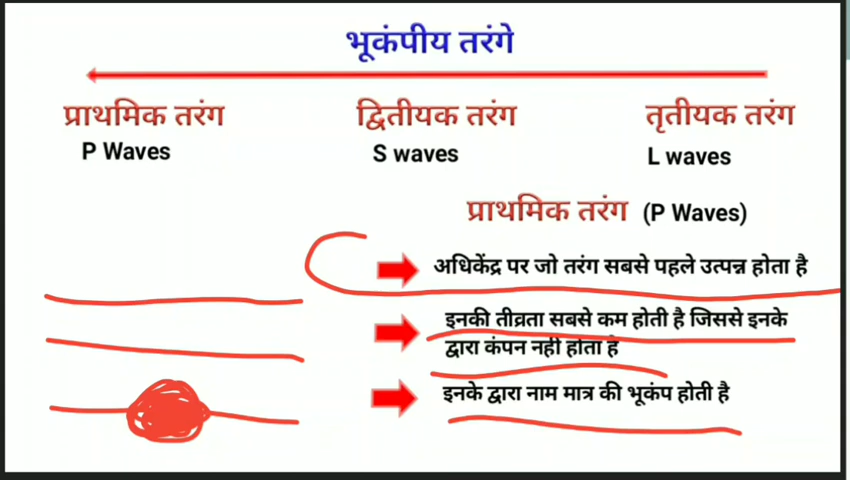 भूकंपीय तरंगे
प्राथमिक तरंग द्वितीयक तरंग तृतीयक तरंग
P Waves S waves L waves
प्राथमिक तरंग (P Waves)
अधिकेंद्र पर जो तरंग सबसे पहले उत्पन्न होता है
इनकी तीव्रता सबसे कम होती है जिससे इनके
द्वारा कंपन नही होता है
इनके द्वारा नाम मात्र की भूकंप होती है